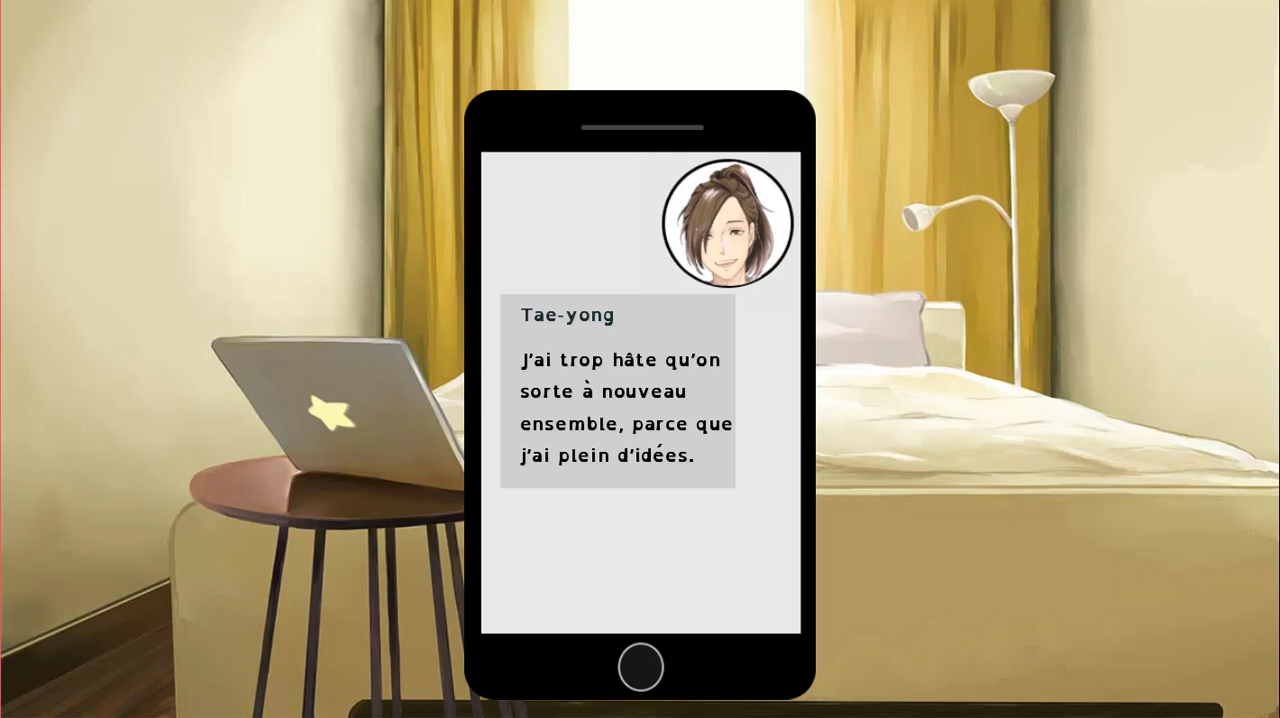 Tae-yong
J'ai trop hâte qu'on
sorte à nouveau
ensemble, parce que
j'ai plein d'idées.